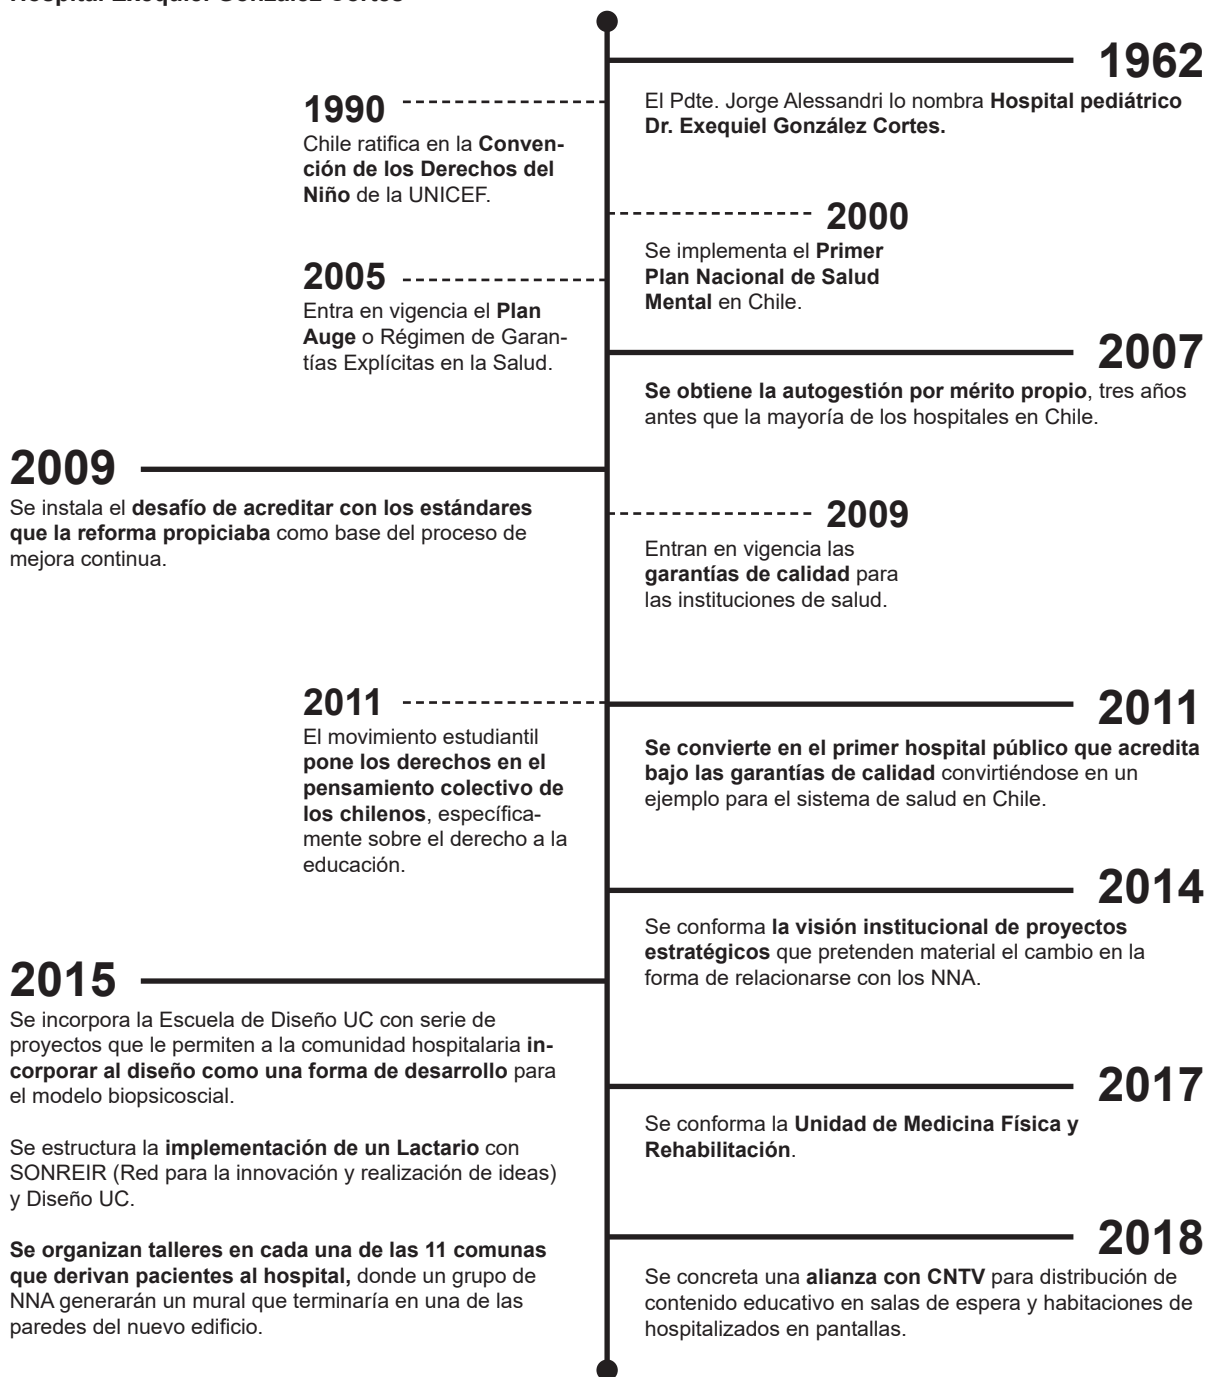 Hospital Exequiel González Cortes
1962
El Pdte. Jorge Alessandri lo nombra Hospital pediátrico
Dr. Exequiel González Cortes.
1990
Chile ratifica en la Conven-
ción de los Derechos del
Niño de la UNICEF.
2000
Se implementa el Primer
Plan Nacional de Salud
Mental en Chile.
2005
Entra en vigencia el Plan
Auge o Régimen de Garan-
tías Explícitas en la Salud.
2007
Se obtiene la autogestión por mérito propio, tres años
antes que la mayoría de los hospitales en Chile.
2009
Se instala el desafío de acreditar con los estándares
que la reforma propiciaba como base del proceso de
mejora continua.
2009
Entran en vigencia las
garantías de calidad para
las instituciones de salud.
2011
El movimiento estudiantil
pone los derechos en el
pensamiento colectivo de
los chilenos, específica-
mente sobre el derecho a la
educación.
2011
Se convierte en el primer hospital público que acredita
bajo las garantías de calidad convirtiéndose en un
ejemplo para el sistema de salud en Chile.
2014
Se conforma la visión institucional de proyectos
estratégicos que pretenden material el cambio en la
forma de relacionarse con los NNA.
2015
Se incorpora la Escuela de Diseño UC con serie de
proyectos que le permiten a la comunidad hospitalaria in-
corporar al diseño como una forma de desarrollo para
el modelo biopsicoscial.
Se estructura la implementación de un Lactario con
SONREIR (Red para la innovación y realización de ideas)
y Diseño UC.
Se organizan talleres en cada una de las 11 comunas
que derivan pacientes al hospital, donde un grupo de
NNA generarán un mural que terminaría en una de las
paredes del nuevo edificio.
2017
Se conforma la Unidad de Medicina Física y
Rehabilitación.
2018
Se concreta una alianza con CNTV para distribución de
contenido educativo en salas de espera y habitaciones de
hospitalizados en pantallas.